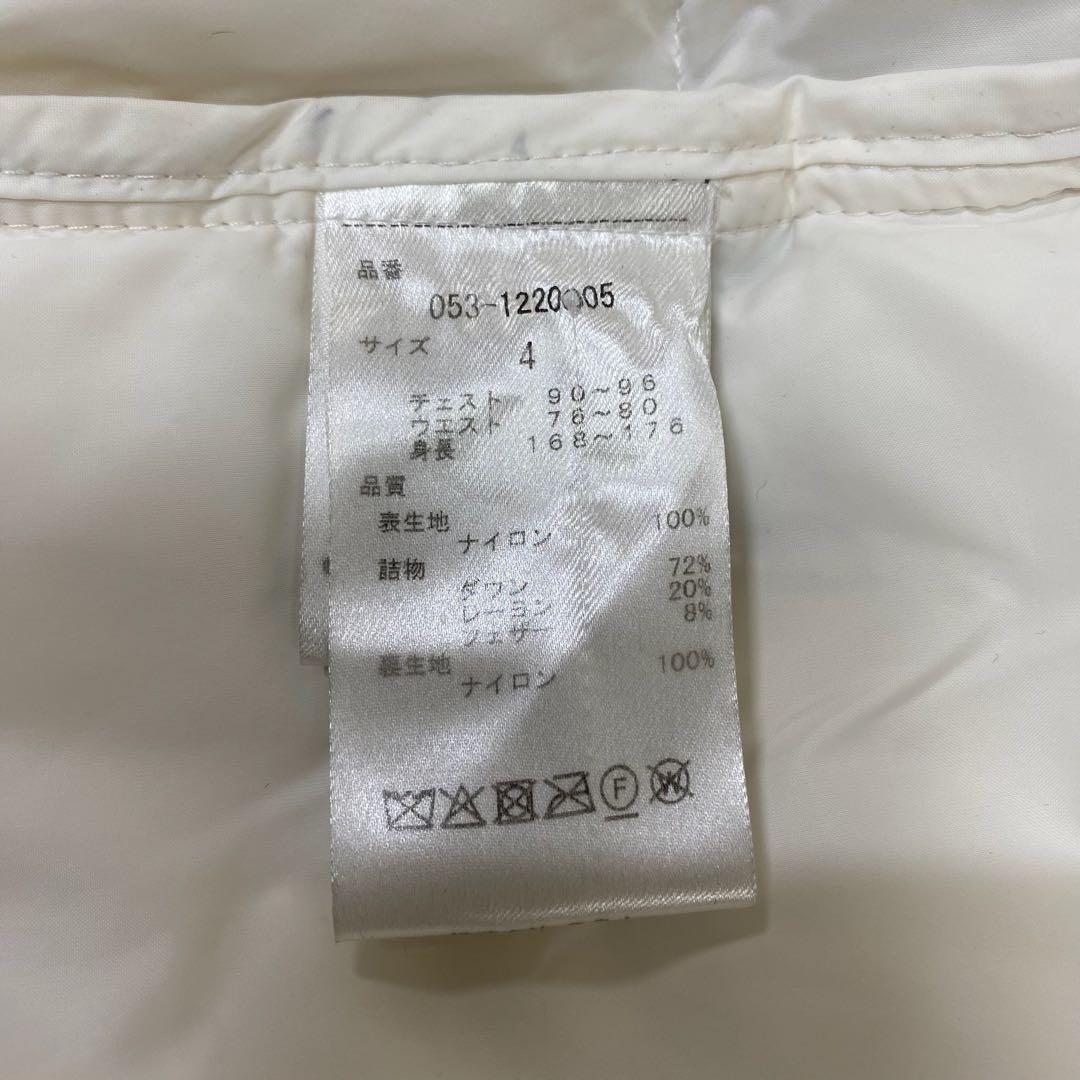 品番
053-1220005
サイズ 4
チェスト 90～96
ウエスト 76～80
身長 168～176
品質
表生地
ナイロン 100%
詰物
ダウン 72%
レーヨン 20%
フェザー 8%
裏生地
ナイロン 100%
F
W